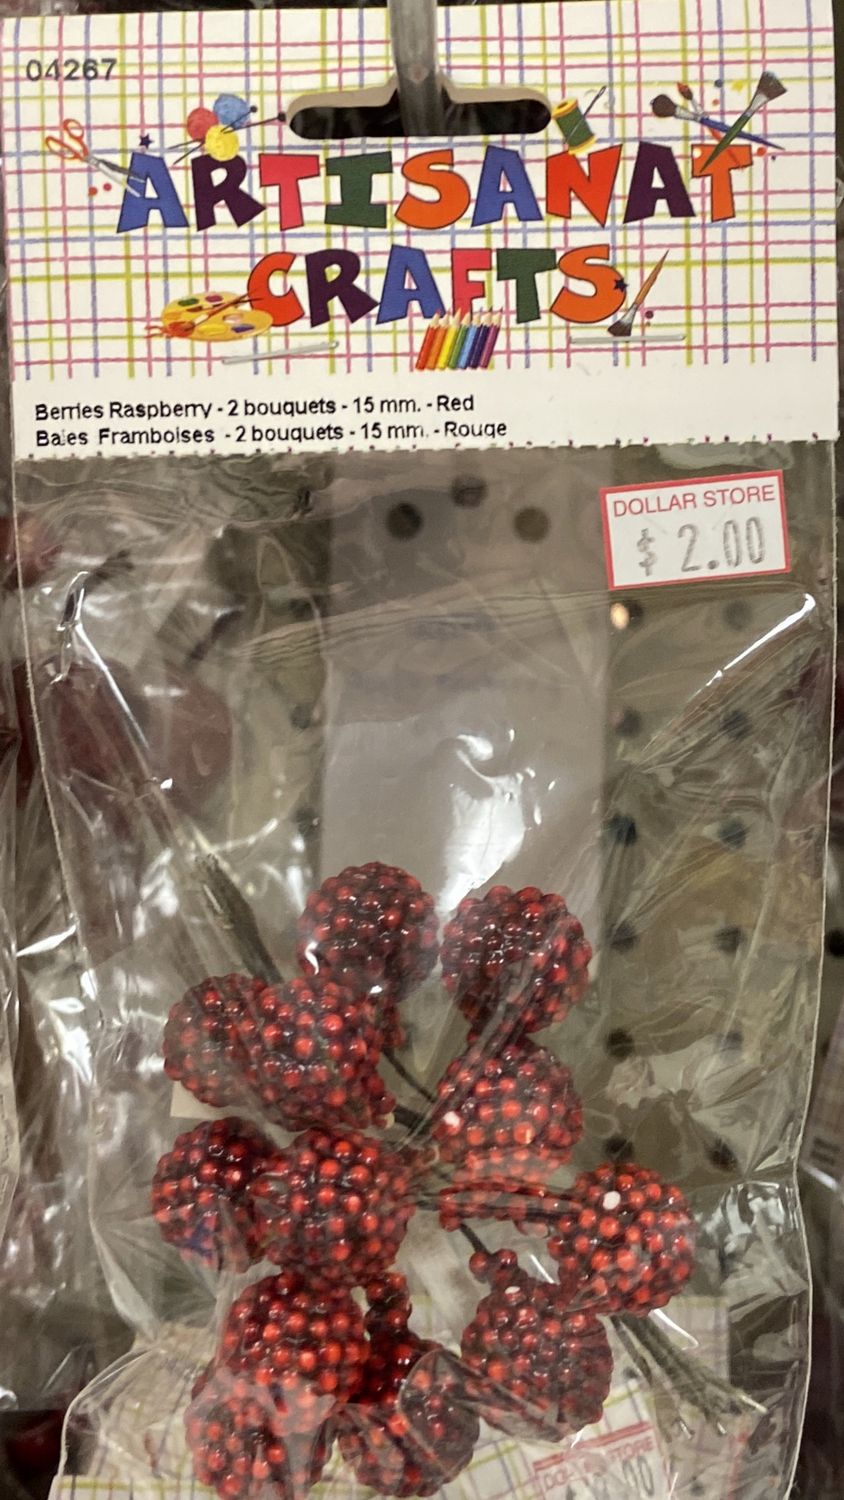 04267
ARTISANAT
CRAFTS
Berries Raspberry - 2 bouquets - 15 mm. - Red
Baies Framboises - 2 bouquets - 15 mm. - Rouge
DOLLAR STORE
$ 2.00